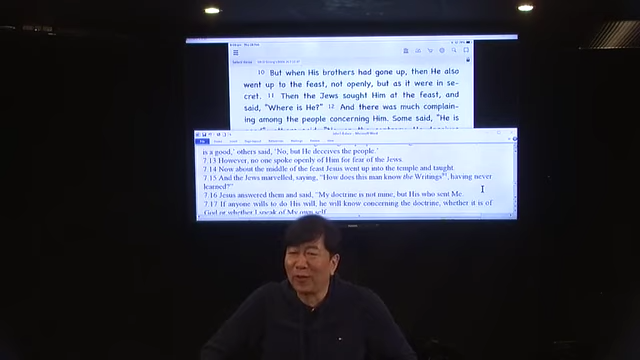 10 But when His brothers had gone up, then He also
went up to the feast, not openly, but as it were in se-
cret. 11 Then the Jews sought Him at the feast, and
said, "Where is He?" 12 And there was much complain-
ing among the people concerning Him. Some said, "He is
is a good,' others said, 'No, but He deceives the people.'
7.13 However, no one spoke openly of Him for fear of the Jews
7.14 Now about the middle of the feast Jesus went up into the temple and taught.
7.15 And the Jews marvelled, saying, "How does this man know the Writings, having never
learned?"
7.16 Jesus answered them and said, "My doctrine is not mine, but His who sent Me.
7.17 If anyone wills to do His will, he will know concerning the doctrine, whether it is of
God or whether I speak of My own self